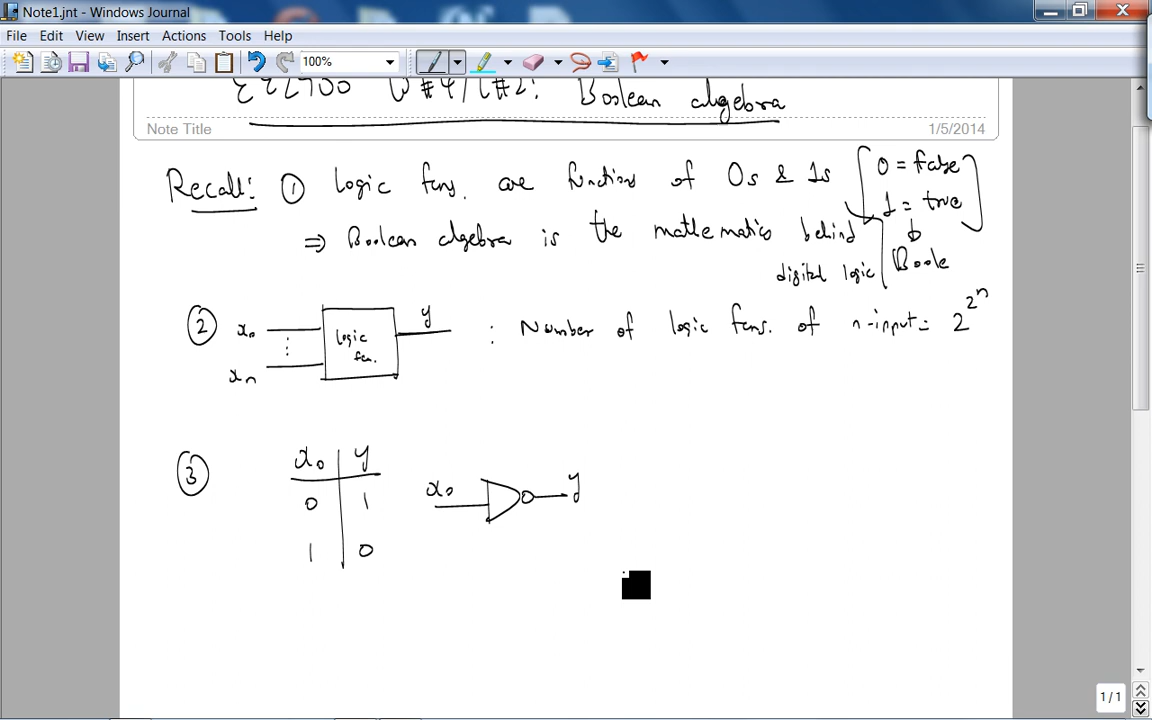 Note1.jnt - Windows Journal
File Edit View Insert Actions Tools Help
100%
W#4/L#2: Boolean algebra
Note Title 1/5/2014
Recall: ① Logic fcns. are functions of 0s & 1s [0 = false
1 = true]
⇒ Boolean algebra is the mathematics behind
digital logic
Boole
② x₀ ⋮ xₙ logic fcn. y : Number of logic fcns. of n-input = 2^2^n
③ x₀ | y
0 | 1
1 | 0
x₀ y
1 / 1